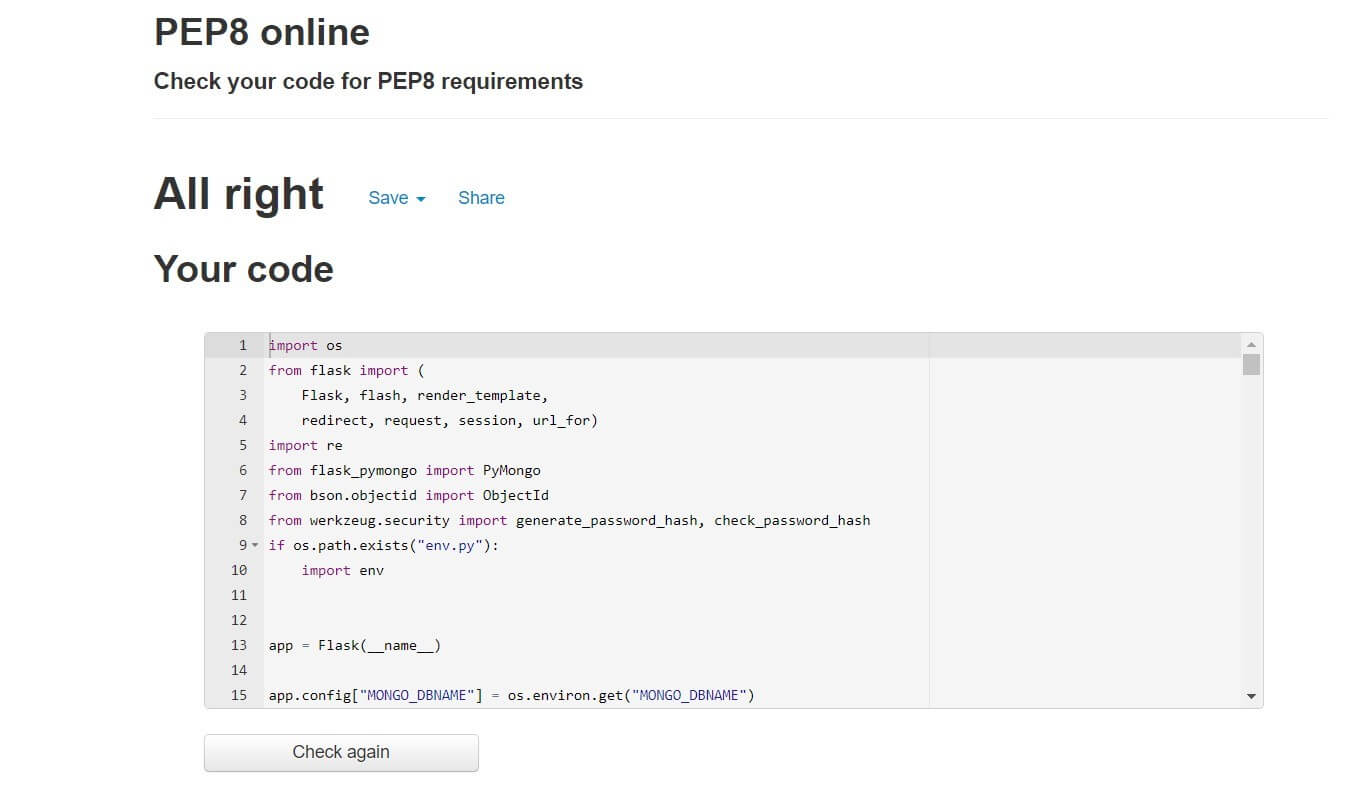 PEP8 online
Check your code for PEP8 requirements
All right Save Share
Your code
1 import os
2 from flask import (
3     Flask, flash, render_template,
4     redirect, request, session, url_for)
5 import re
6 from flask_pymongo import PyMongo
7 from bson.objectid import ObjectId
8 from werkzeug.security import generate_password_hash, check_password_hash
9 if os.path.exists("env.py"):
10     import env
11
12
13 app = Flask(__name__)
14
15 app.config["MONGO_DBNAME"] = os.environ.get("MONGO_DBNAME")
Check again